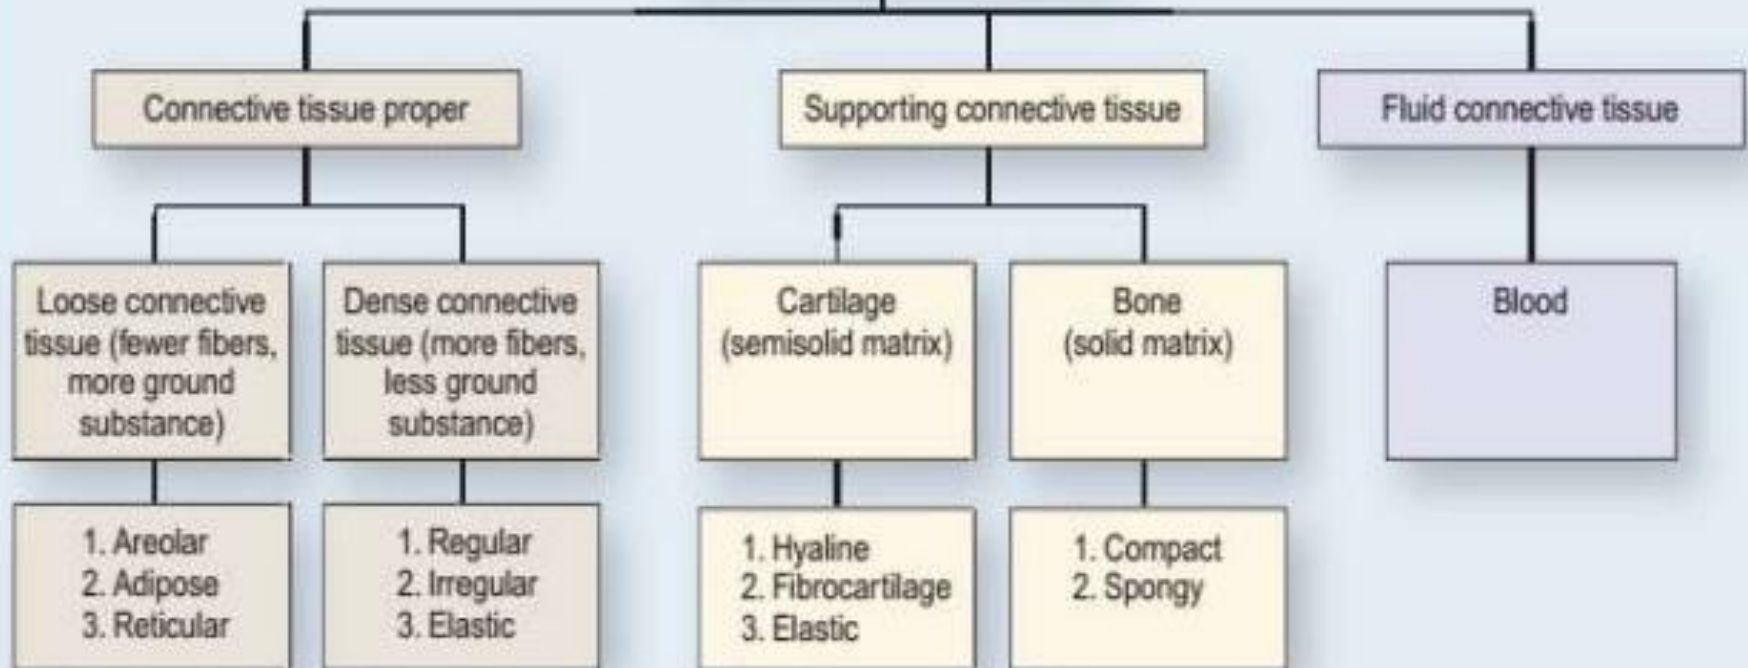 Connective tissue proper
Supporting connective tissue
Fluid connective tissue
Loose connective
tissue (fewer fibers,
more ground
substance)
Dense connective
tissue (more fibers,
less ground
substance)
Cartilage
(semisolid matrix)
Bone
(solid matrix)
Blood
1. Areolar
2. Adipose
3. Reticular
1. Regular
2. Irregular
3. Elastic
1. Hyaline
2. Fibrocartilage
3. Elastic
1. Compact
2. Spongy